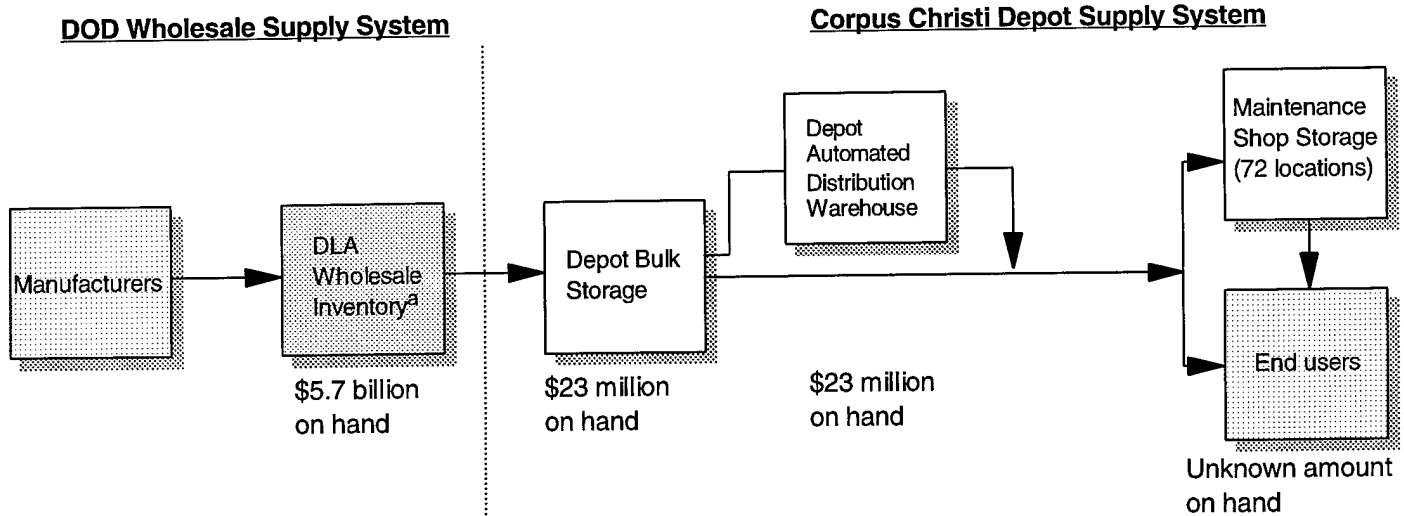 DOD Wholesale Supply System
Corpus Christi Depot Supply System
Manufacturers
DLA
Wholesale
Inventorya
$5.7 billion
on hand
Depot Bulk
Storage
$23 million
on hand
Depot
Automated
Distribution
Warehouse
$23 million
on hand
Maintenance
Shop Storage
(72 locations)
End users
Unknown amount
on hand